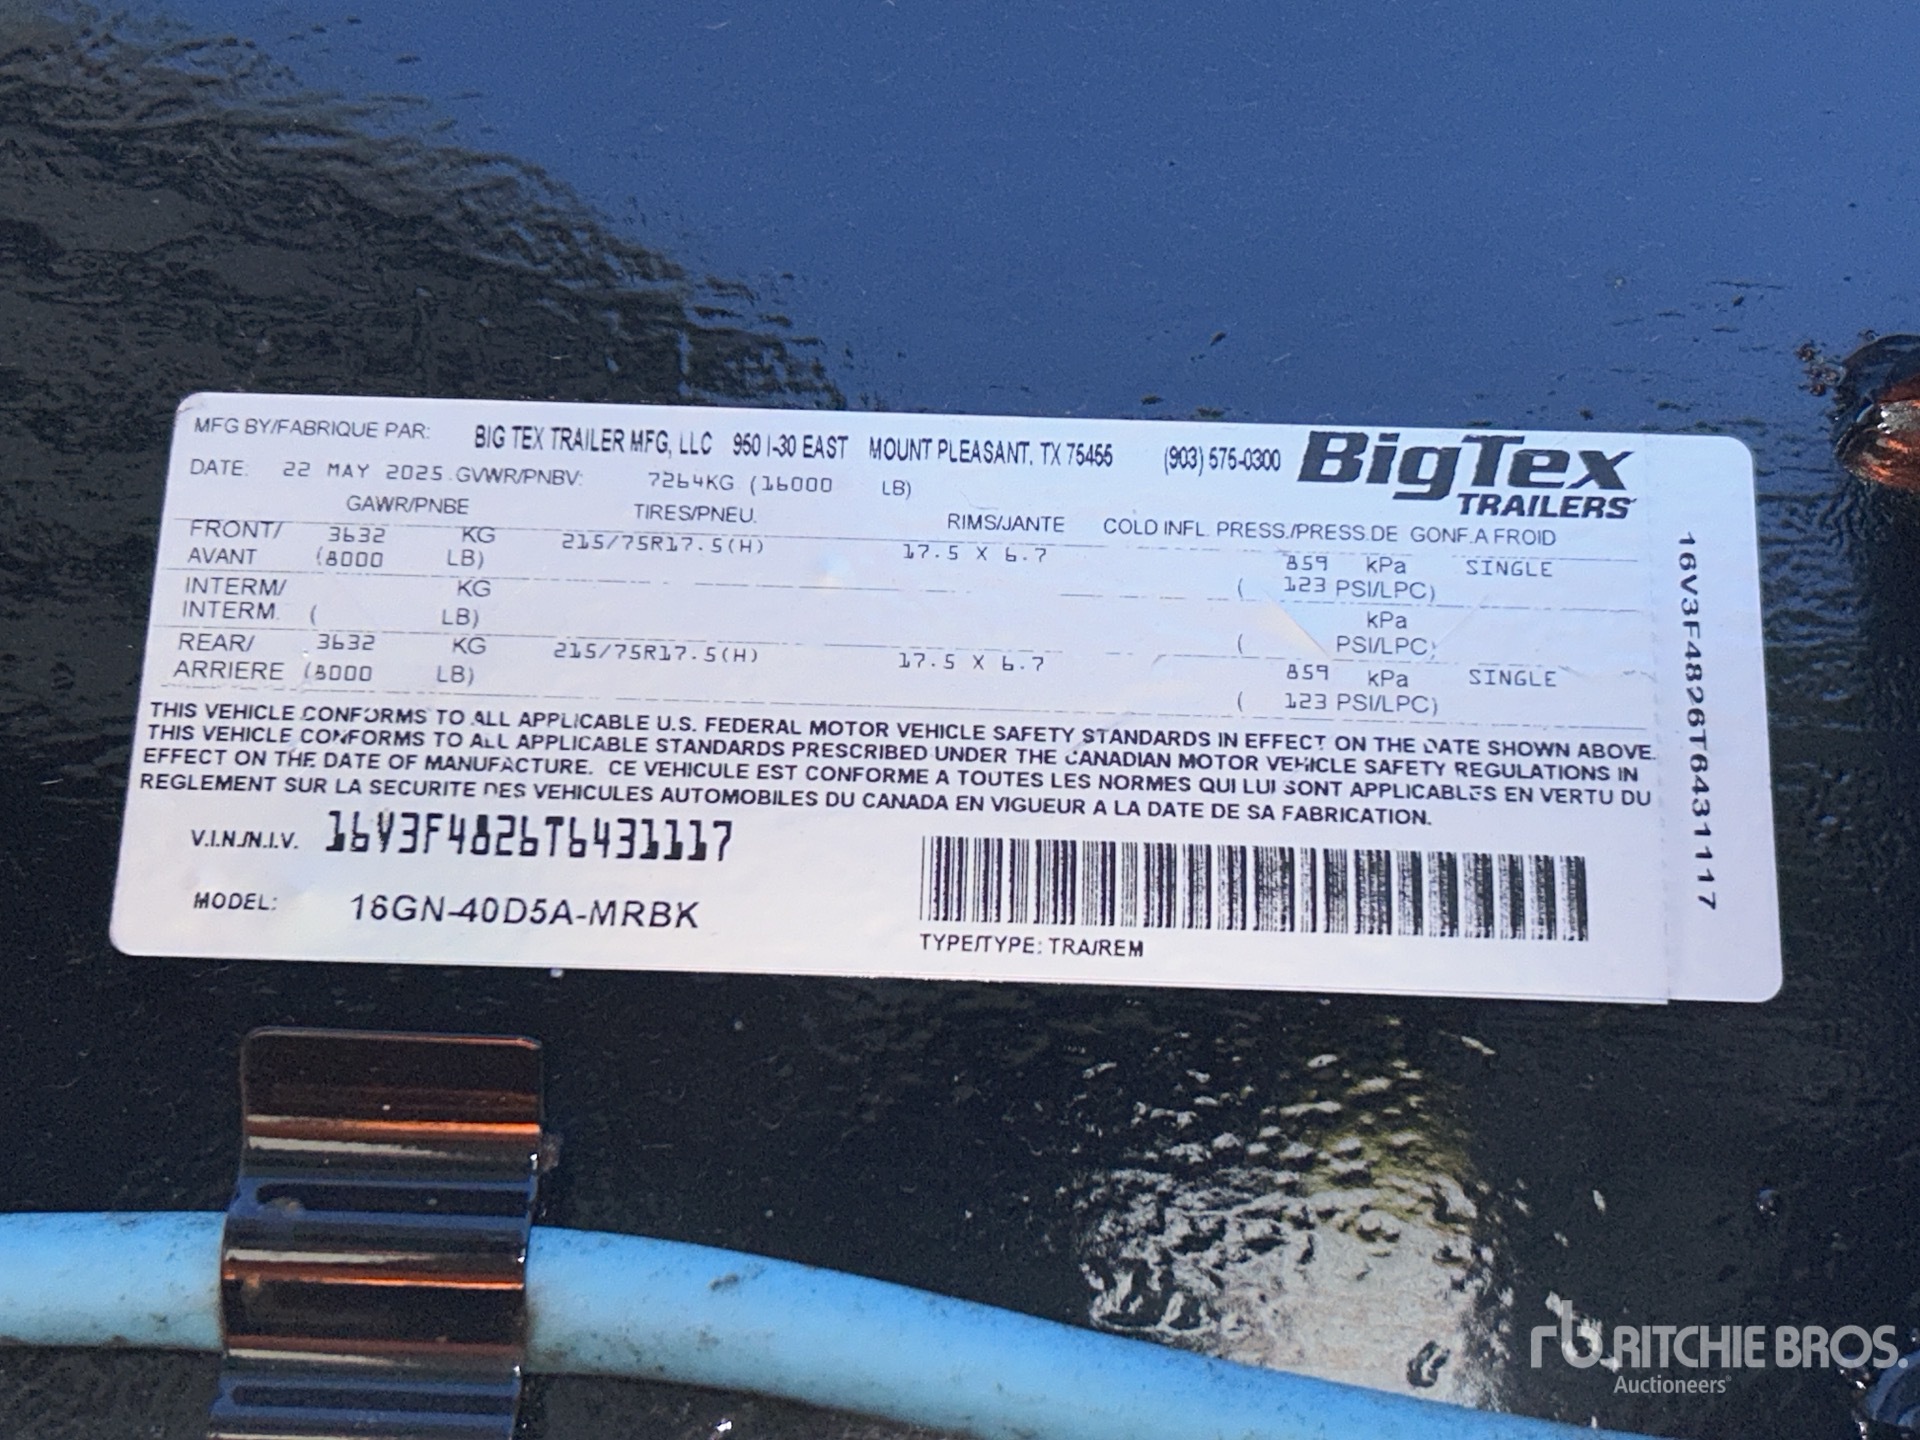 MFG BY/FABRIQUE PAR: BIG TEX TRAILER MFG, LLC 950 I-30 EAST MOUNT PLEASANT, TX 75455 (903) 575-0300
BigTex
TRAILERS
DATE: 22 MAY 2025 GVWR/PNBV: 7264KG (16000 LB)
GAWR/PNBE TIRES/PNEU. RIMS/JANTE COLD INFL. PRESS./PRESS.DE GONF.A FROID
FRONT/ 3632 KG 215/75R17.5(H) 17.5 X 6.7 859 kPa SINGLE
AVANT (8000 LB) ( 123 PSI/LPC)
INTERM/ KG kPa
INTERM. ( LB) ( PSI/LPC)
REAR/ 3632 KG 215/75R17.5(H) 17.5 X 6.7 859 kPa SINGLE
ARRIERE (8000 LB) ( 123 PSI/LPC)
THIS VEHICLE CONFORMS TO ALL APPLICABLE U.S. FEDERAL MOTOR VEHICLE SAFETY STANDARDS IN EFFECT ON THE DATE SHOWN ABOVE.
THIS VEHICLE CONFORMS TO ALL APPLICABLE STANDARDS PRESCRIBED UNDER THE CANADIAN MOTOR VEHICLE SAFETY REGULATIONS IN
EFFECT ON THE DATE OF MANUFACTURE. CE VEHICULE EST CONFORME A TOUTES LES NORMES QUI LUI SONT APPLICABLES EN VERTU DU
REGLEMENT SUR LA SECURITE DES VEHICULES AUTOMOBILES DU CANADA EN VIGUEUR A LA DATE DE SA FABRICATION.
V.I.N./N.I.V. 16V3F4826T6431117
MODEL: 16GN-40D5A-MRBK
TYPE/TYPE: TRA/REM
16V3F4826T6431117
rb RITCHIE BROS.
Auctioneers